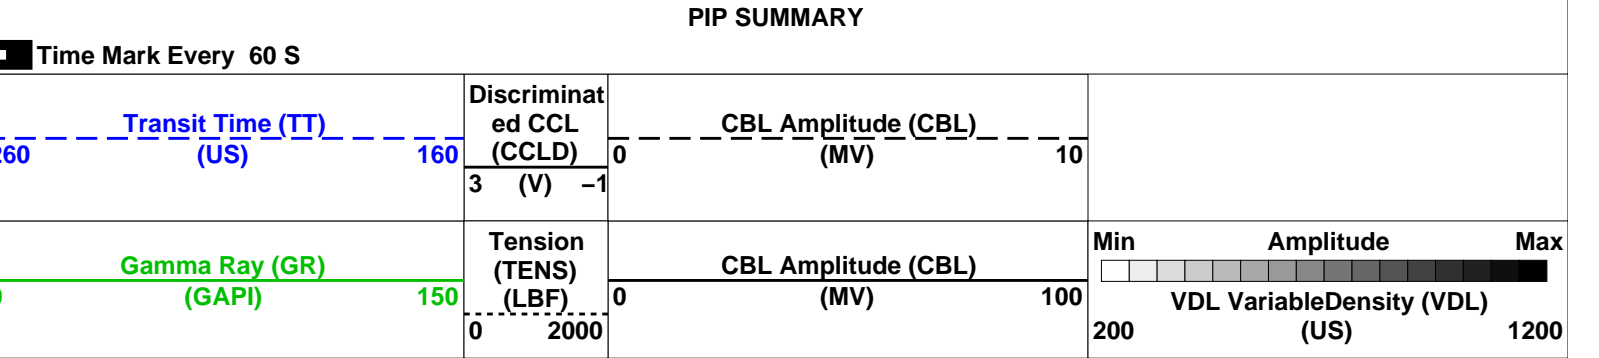 PIP SUMMARY
Time Mark Every 60 S
Transit Time (TT)
(US) 160
Discriminat
ed CCL
(CCLD)
3 (V) −1
CBL Amplitude (CBL)
0 (MV) 10
Gamma Ray (GR)
(GAPI) 150
Tension
(TENS)
(LBF)
0 2000
CBL Amplitude (CBL)
0 (MV) 100
Min Amplitude Max
VDL VariableDensity (VDL)
200 (US) 1200